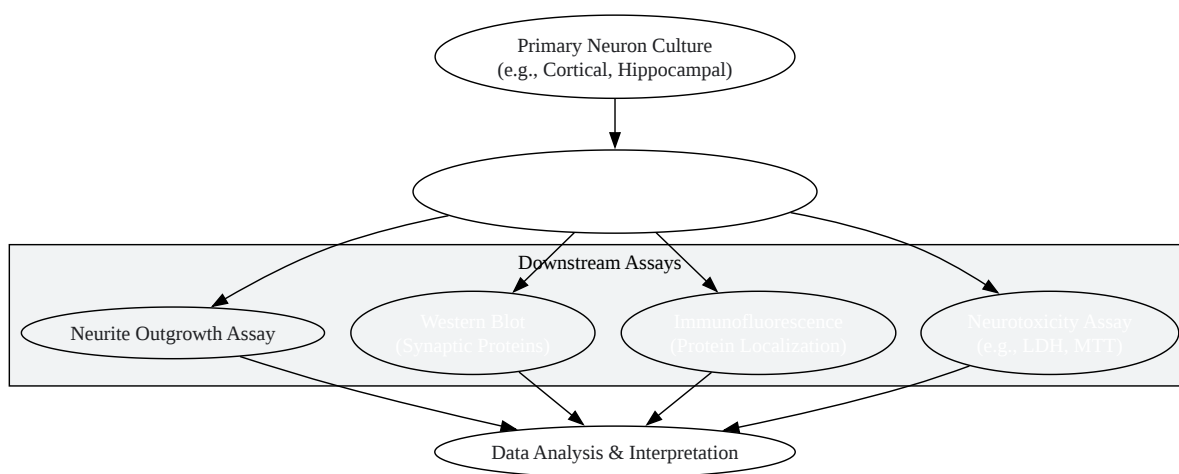 Primary Neuron Culture
(e.g., Cortical, Hippocampal)
Downstream Assays
Neurite Outgrowth Assay
Western Blot
(Synaptic Proteins)
Immunofluorescence
(Protein Localization)
Neurotoxicity Assay
(e.g., LDH, MTT)
Data Analysis & Interpretation